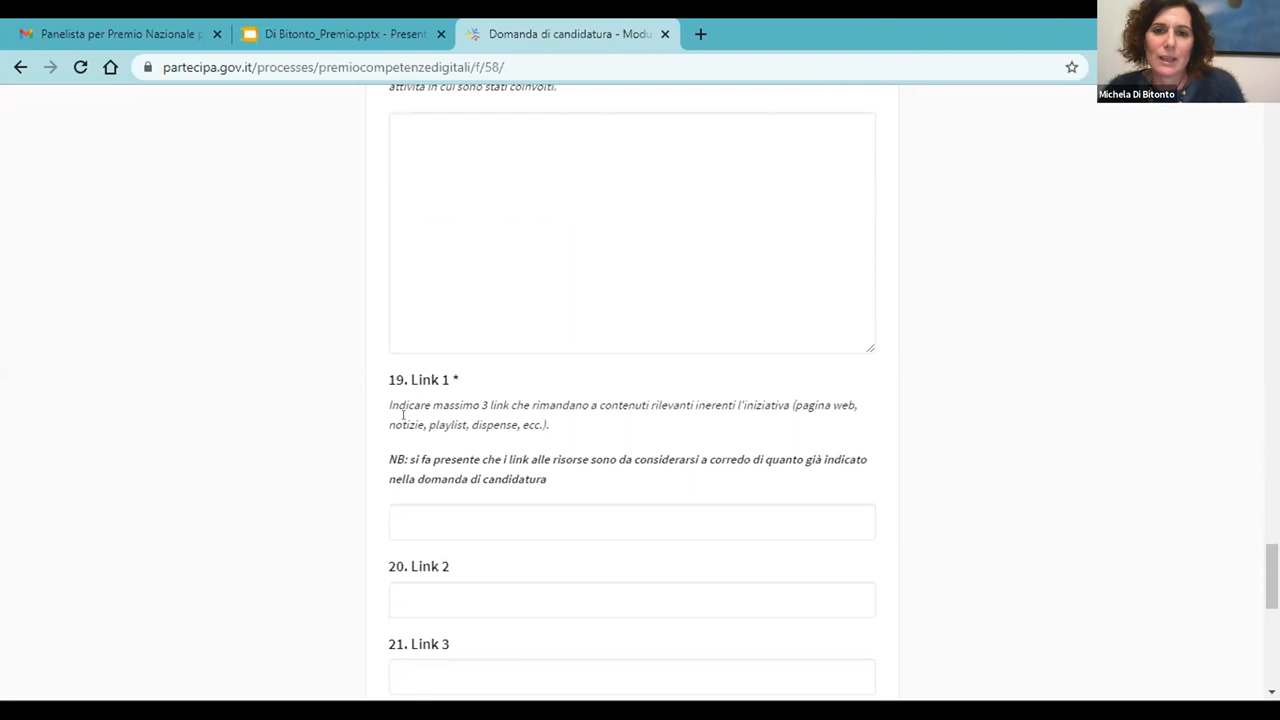 Panelista per Premio Nazionale p
Di Bitonto_Premio.pptx - Present
Domanda di candidatura - Modu
partecipa.gov.it/processes/premiocompetenzedigitali/f/58/
Michela Di Bitonto
attività in cui sono stati coinvolti.
19. Link 1 *
Indicare massimo 3 link che rimandano a contenuti rilevanti inerenti l'iniziativa (pagina web,
notizie, playlist, dispense, ecc.).
NB: si fa presente che i link alle risorse sono da considerarsi a corredo di quanto già indicato
nella domanda di candidatura
20. Link 2
21. Link 3